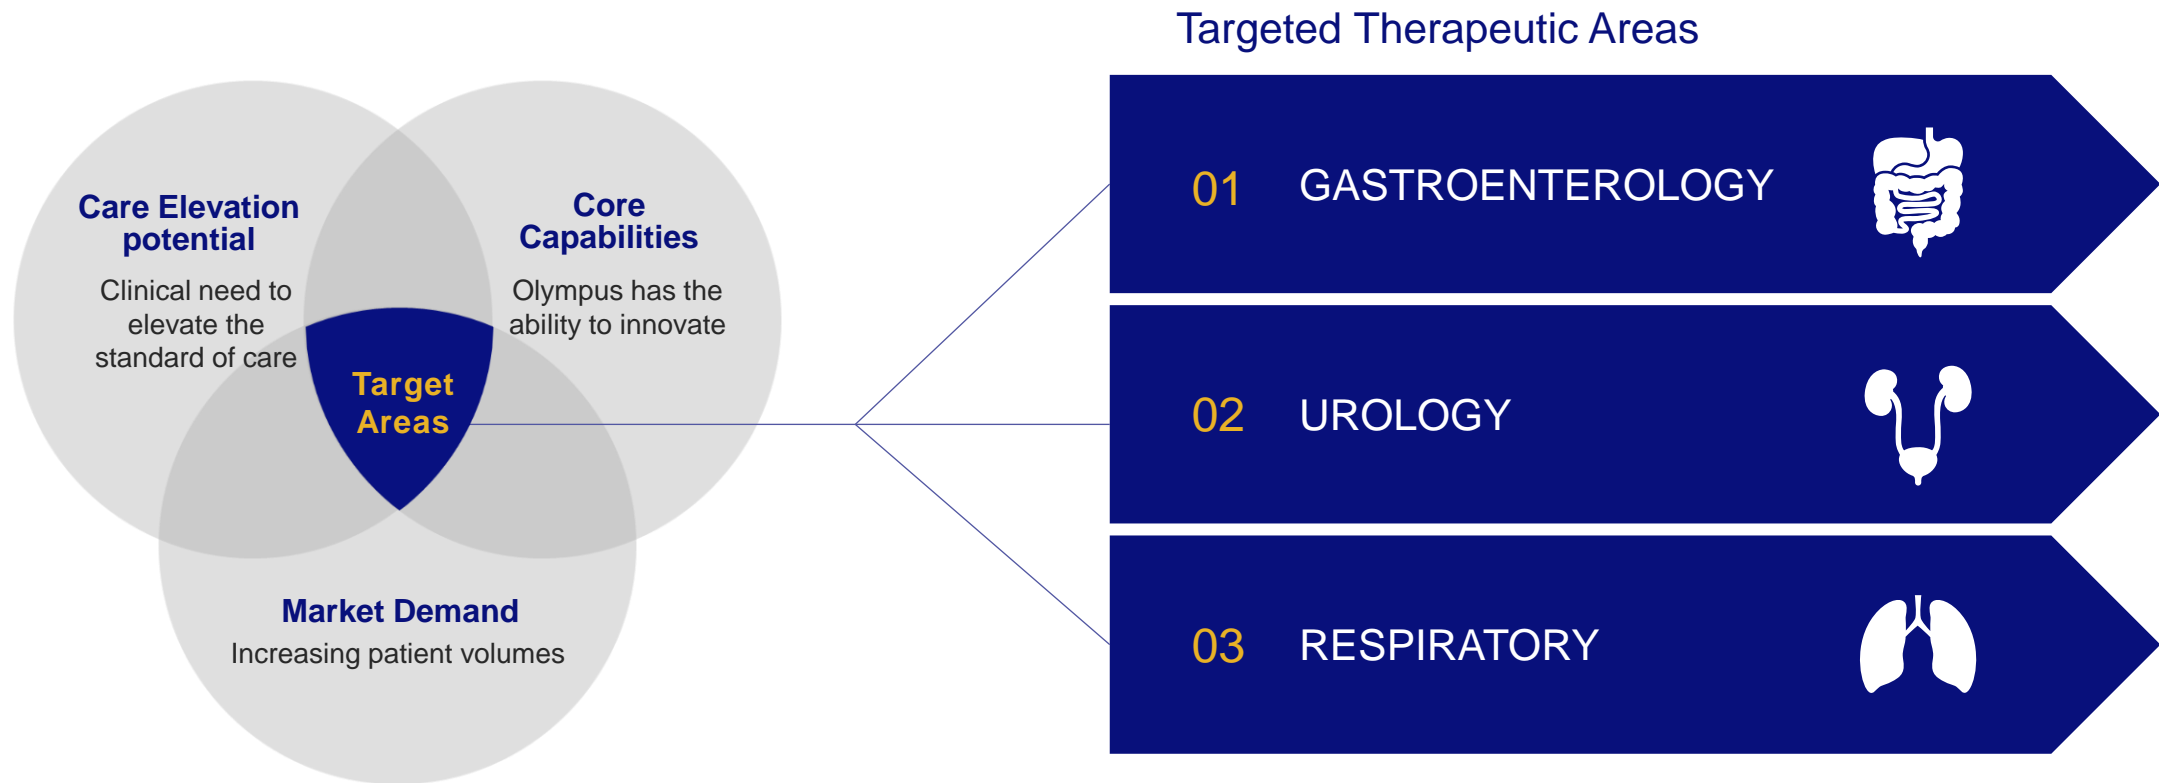 Targeted Therapeutic Areas
Care Elevation
potential
Clinical need to
elevate the
standard of care
Core
Capabilities
Olympus has the
ability to innovate
Target
Areas
Market Demand
Increasing patient volumes
01 GASTROENTEROLOGY
02 UROLOGY
03 RESPIRATORY